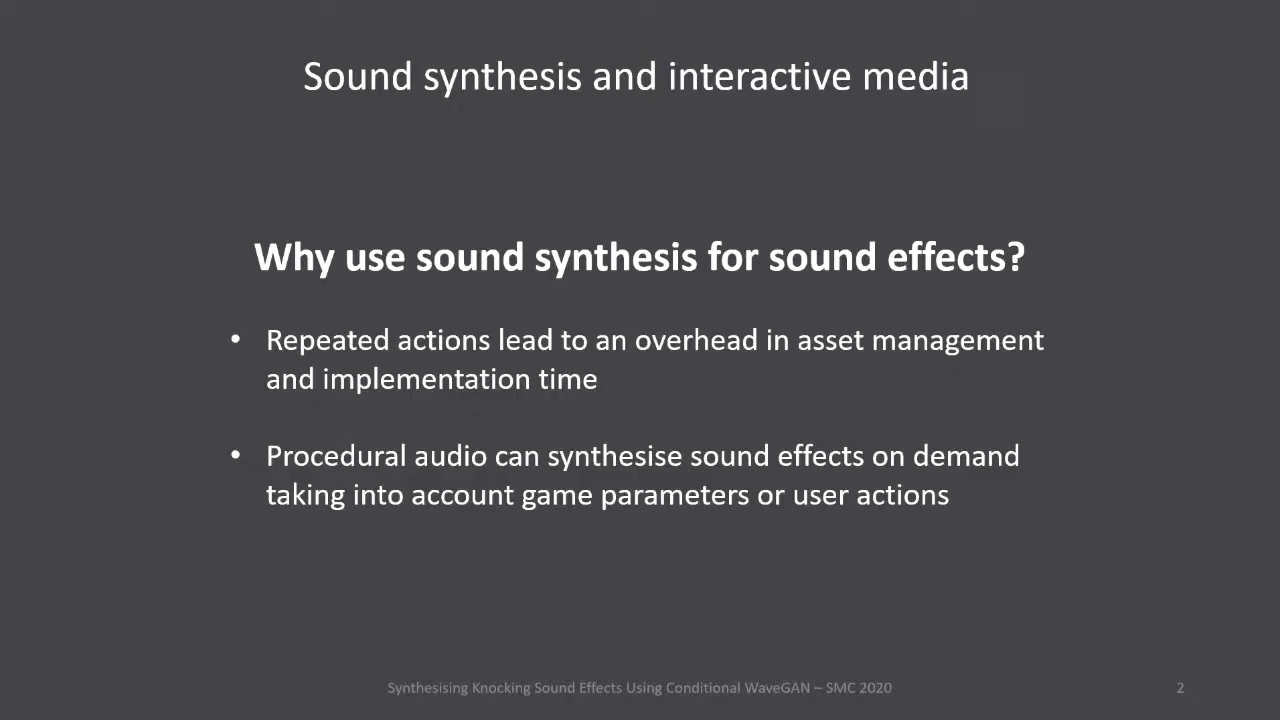 Sound synthesis and interactive media
Why use sound synthesis for sound effects?
• Repeated actions lead to an overhead in asset management
and implementation time
• Procedural audio can synthesise sound effects on demand
taking into account game parameters or user actions
Synthesising Knocking Sound Effects Using Conditional WaveGAN – SMC 2020
2